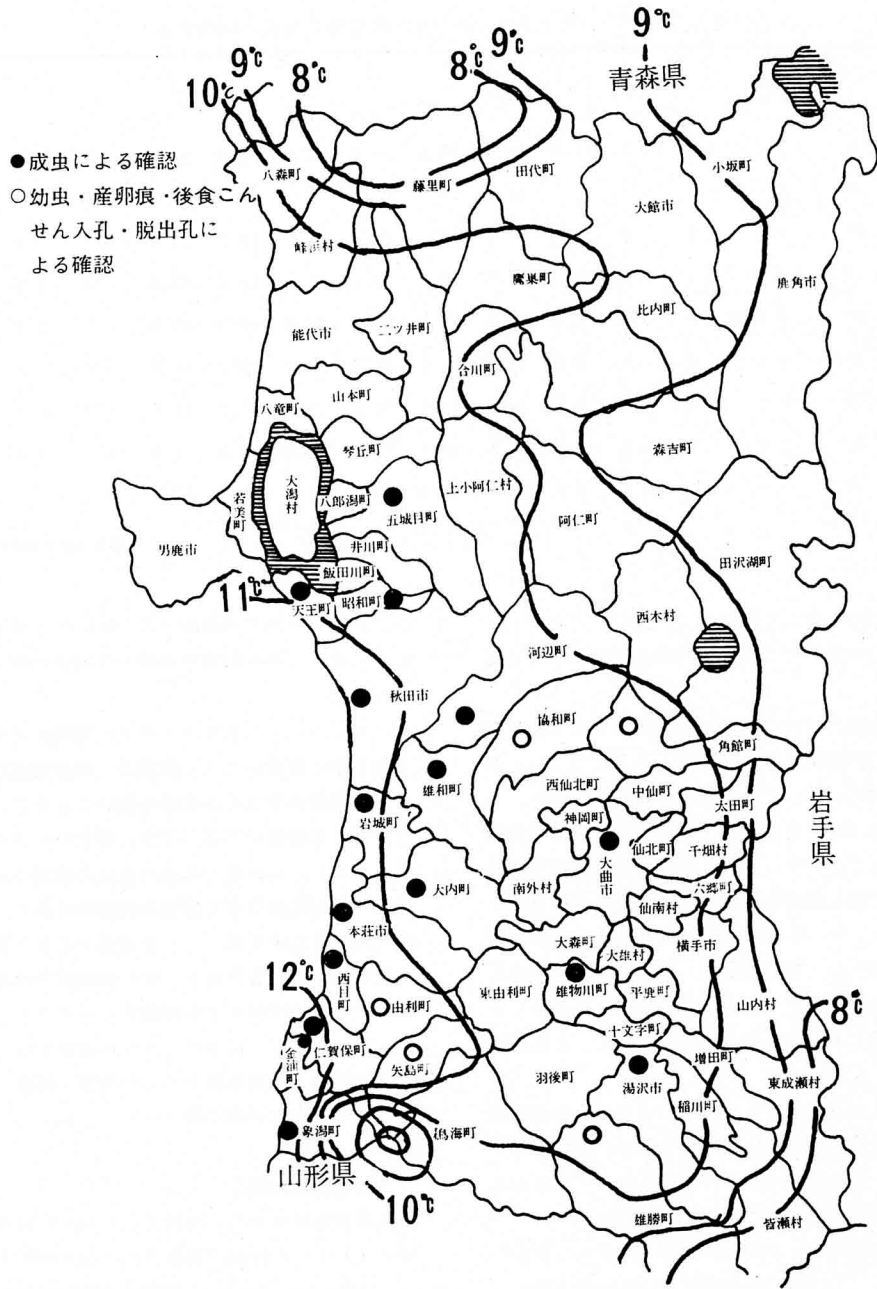 9℃
8℃
9℃
9℃
8℃
青森県
10℃
●成虫による確認
○幼虫・産卵痕・後食こん
せん入孔・脱出孔に
よる確認
八森町
藤里町
田代町
小坂町
大館市
峰浜村
鷹巣町
鹿角市
比内町
能代市
二ツ井町
合川町
山本町
八竜町
森吉町
琴丘町
大潟村
上小阿仁村
八郎潟町
五城目町
若美町
阿仁町
男鹿市
井川町
田沢湖町
飯田川町
11℃
天王町
昭和町
西木村
河辺町
秋田市
協和町
角館町
雄和町
西仙北町
中仙町
太田町
岩手県
岩城町
神岡町
仙北町
千畑村
大曲市
大内町
南外村
六郷町
仙南村
本荘市
大森町
大雄村
横手市
12℃
西目町
東由利町
雄物川町
平鹿町
由利町
山内村
8℃
十文字町
金浦町
仁賀保町
矢島町
羽後町
増田町
湯沢市
東成瀬村
稲川町
象潟町
鳥海町
山形県
10℃
雄勝町
皆瀬村